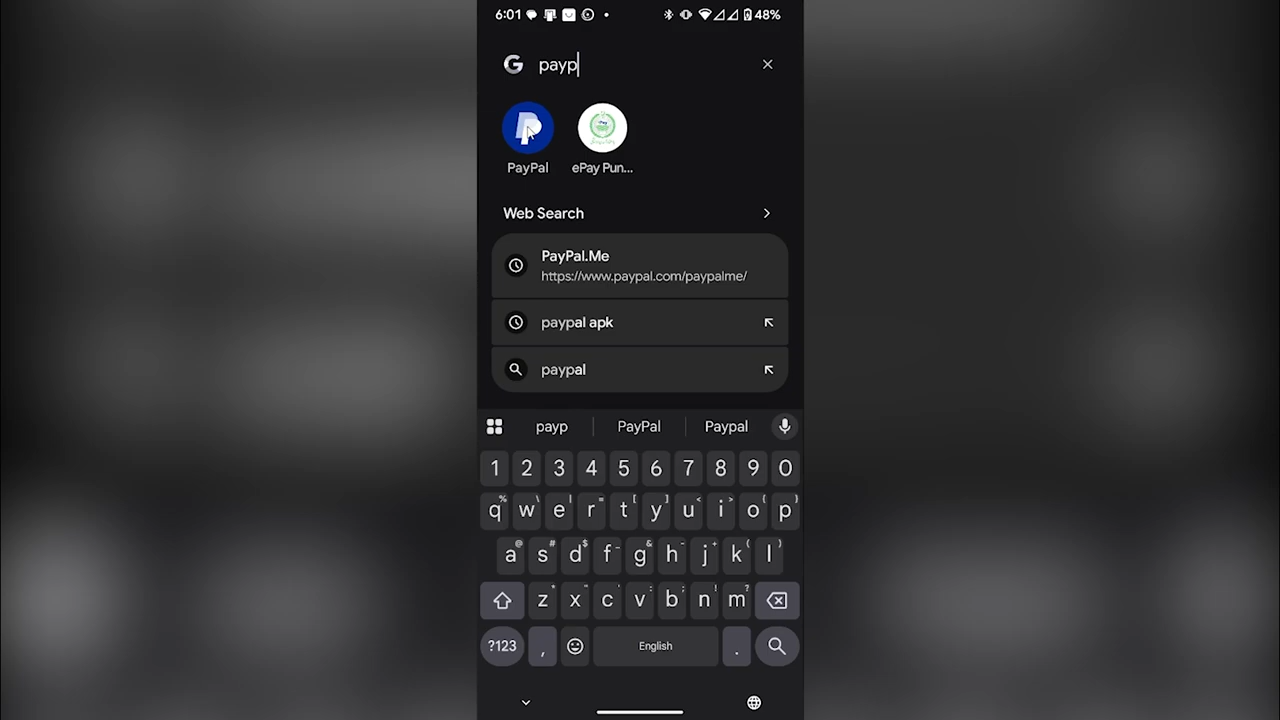 6:01 48%
payp
PayPal ePay Pun...
Web Search
PayPal.Me
https://www.paypal.com/paypalme/
paypal apk
paypal
payp PayPal Paypal
1 2 3 4 5 6 7 8 9 0
q w e r t y u i o p
a s d f g h j k l
z x c v b n m
?123 , English .